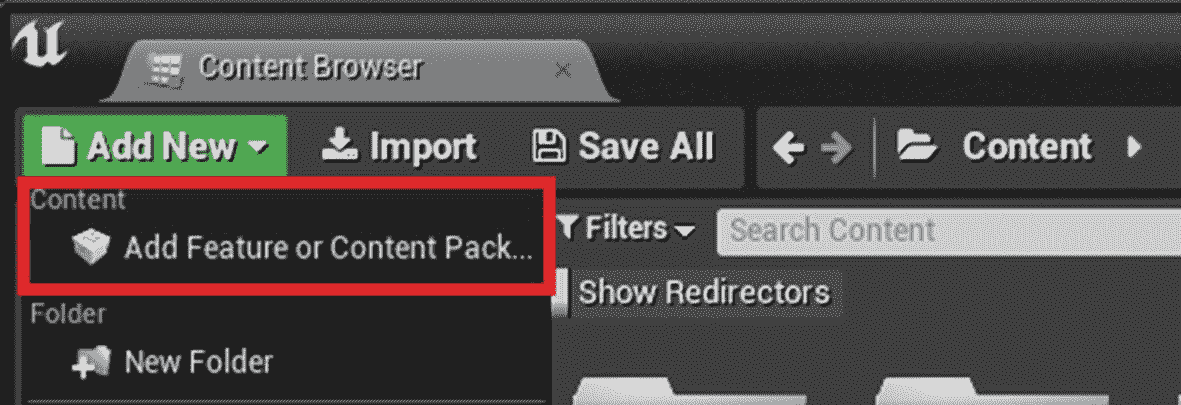 Content Browser
Add New Import Save All Content
Content
Add Feature or Content Pack...
Filters Search Content
Show Redirectors
Folder
New Folder